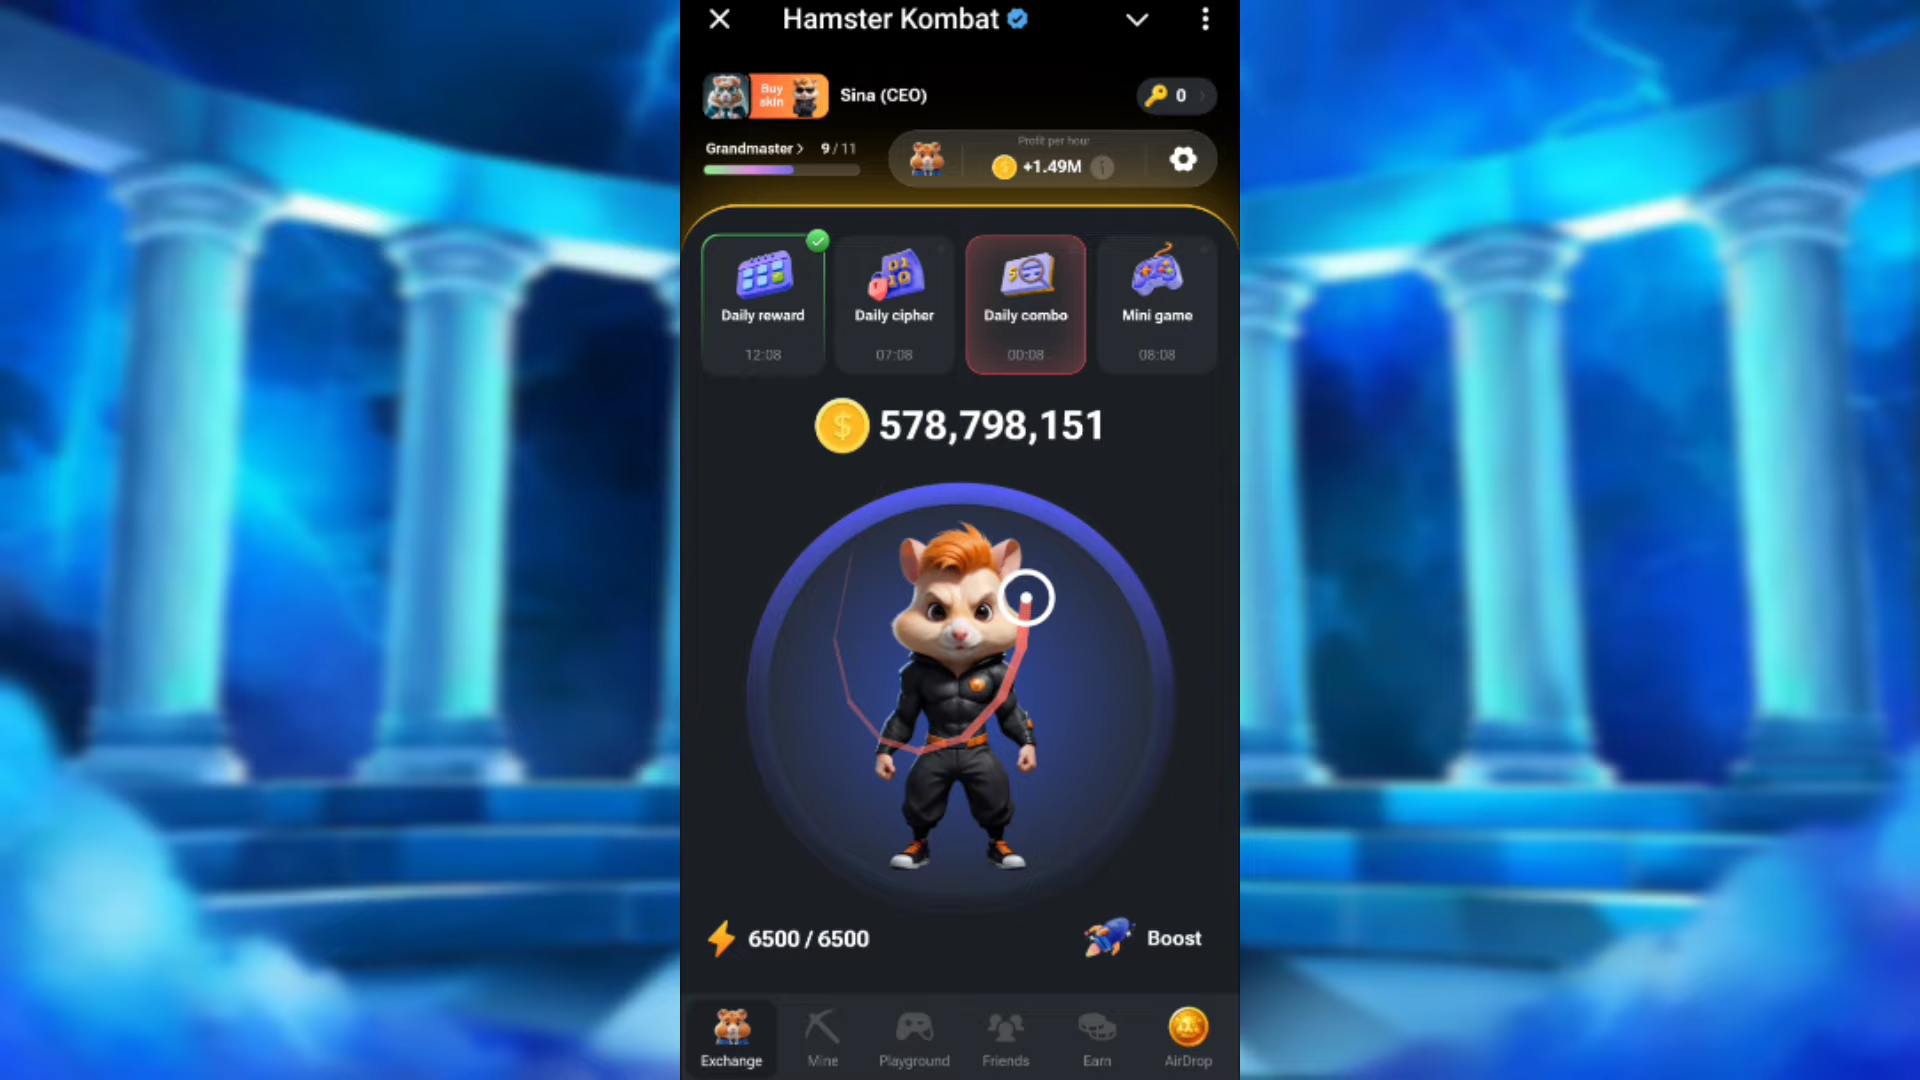 Hamster Kombat
Buy
skin
Sina (CEO)
0
Grandmaster
9 / 11
Profit per hour
+1.49M
Daily reward
12:08
Daily cipher
07:08
Daily combo
00:08
Mini game
08:08
578,798,151
6500 / 6500
Boost
Exchange
Mine
Playground
Friends
Earn
AirDrop